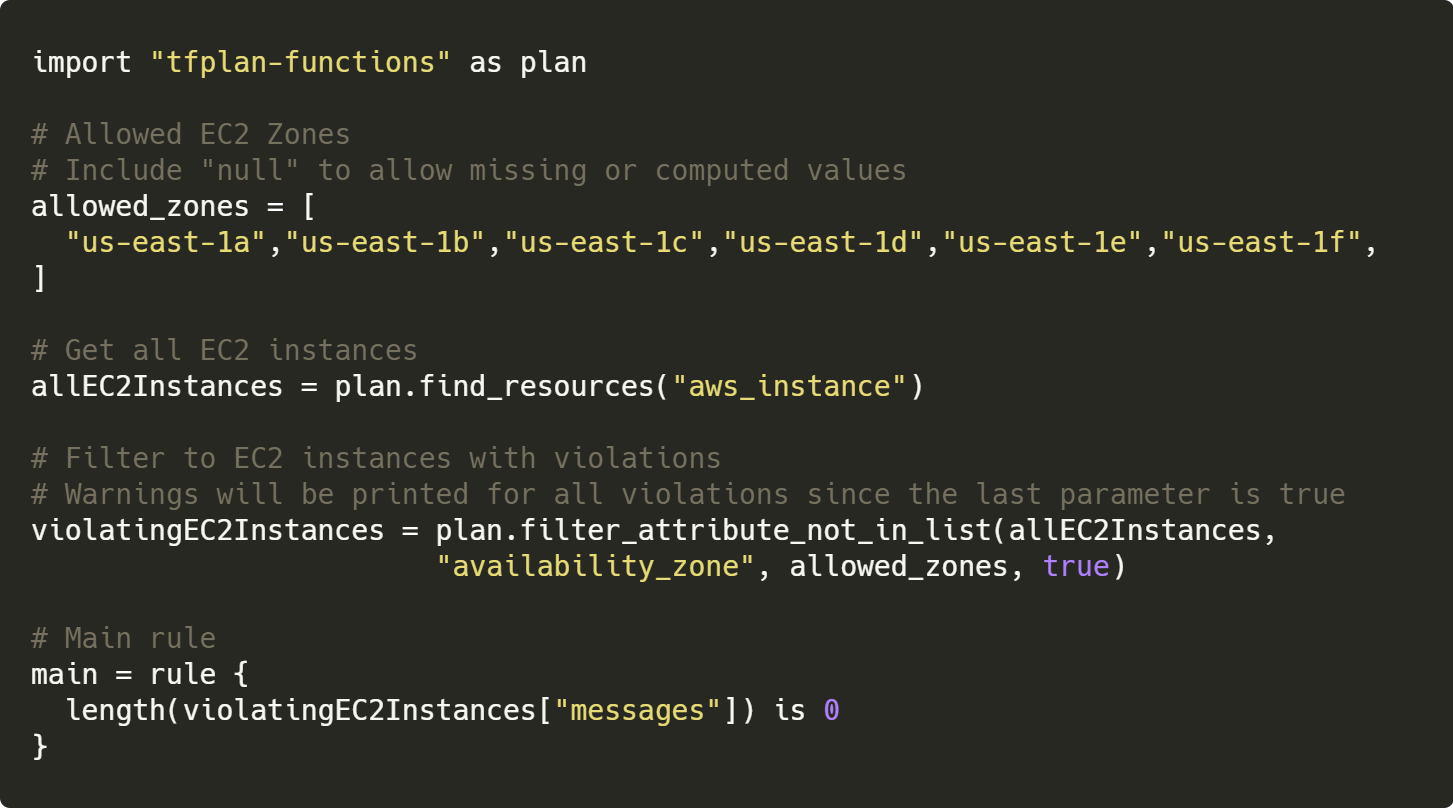 import "tfplan-functions" as plan
# Allowed EC2 Zones
# Include "null" to allow missing or computed values
allowed_zones = [
  "us-east-1a","us-east-1b","us-east-1c","us-east-1d","us-east-1e","us-east-1f",
]
# Get all EC2 instances
allEC2Instances = plan.find_resources("aws_instance")
# Filter to EC2 instances with violations
# Warnings will be printed for all violations since the last parameter is true
violatingEC2Instances = plan.filter_attribute_not_in_list(allEC2Instances,
                        "availability_zone", allowed_zones, true)
# Main rule
main = rule {
  length(violatingEC2Instances["messages"]) is 0
}